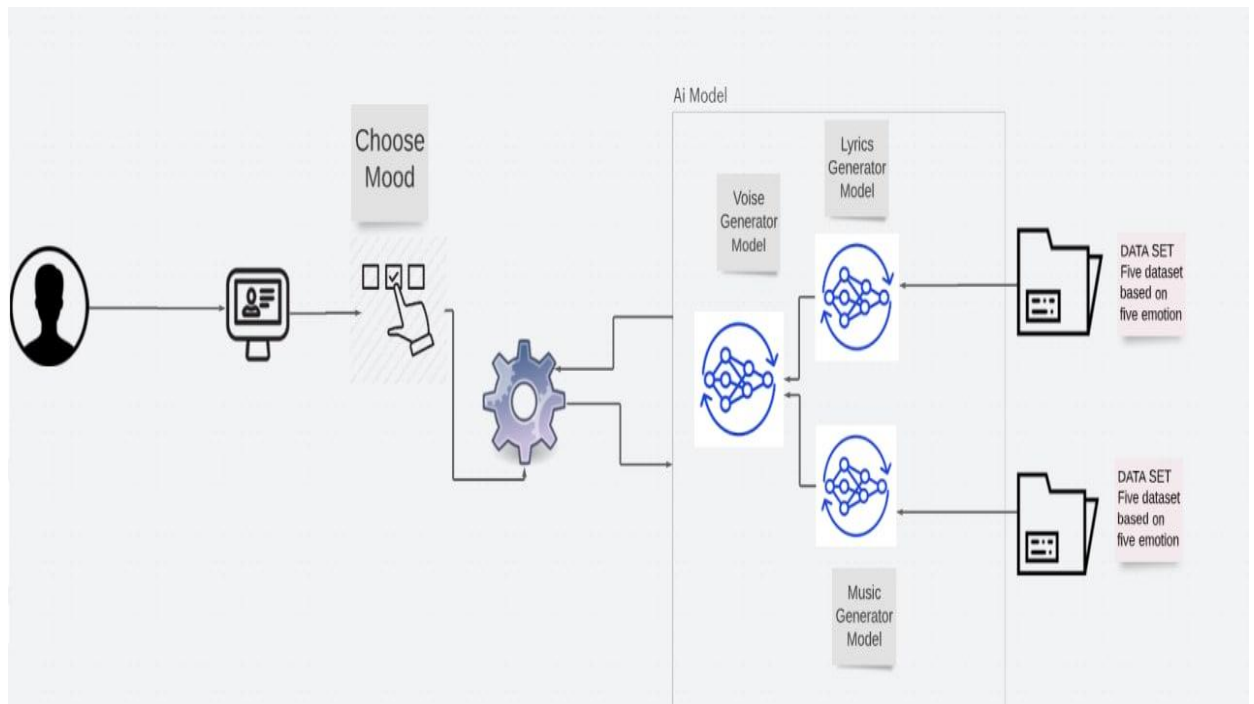 Ai Model
Choose
Mood
Lyrics
Generator
Model
Voise
Generator
Model
DATA SET
Five dataset
based on
five emotion
DATA SET
Five dataset
based on
five emotion
Music
Generator
Model